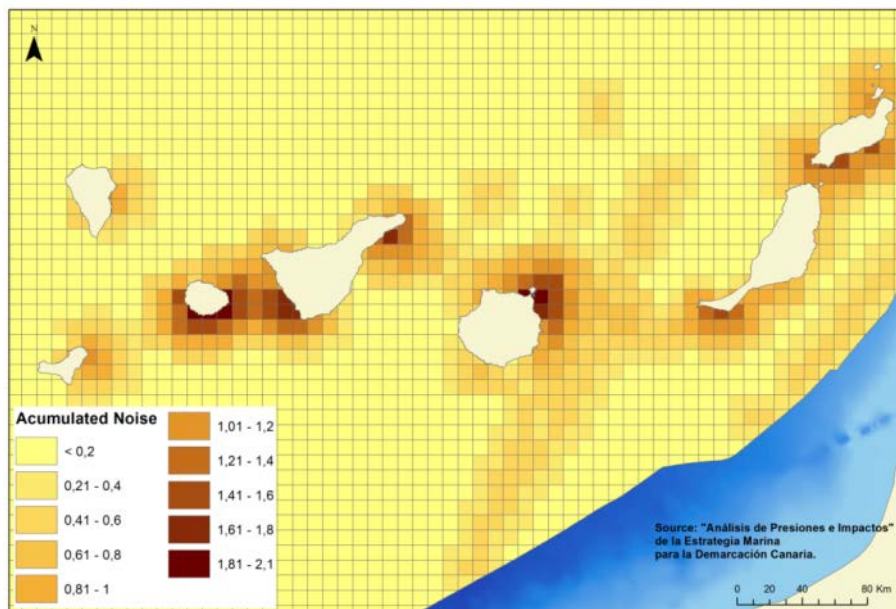 N
Acumulated Noise
< 0,2
0,21 - 0,4
0,41 - 0,6
0,61 - 0,8
0,81 - 1
1,01 - 1,2
1,21 - 1,4
1,41 - 1,6
1,61 - 1,8
1,81 - 2,1
Source: "Análisis de Presiones e Impactos"
de la Estrategia Marina
para la Demarcación Canaria.
0 20 40 80 Km